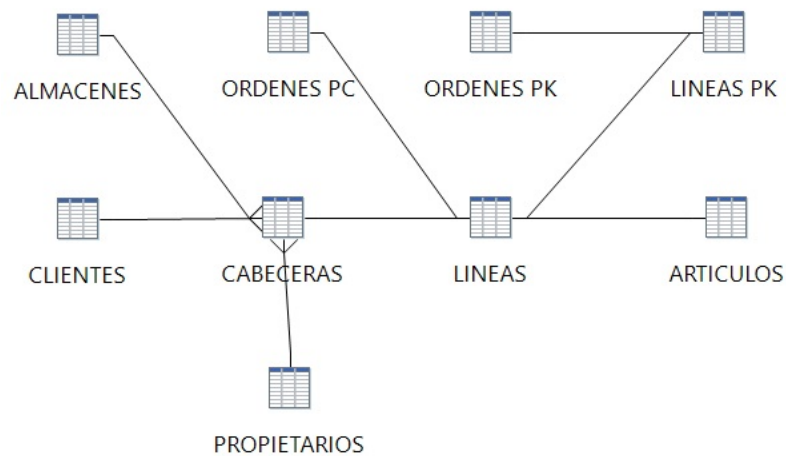 ALMACENES
ORDENES PC
ORDENES PK
LINEAS PK
CLIENTES
CABECERAS
LINEAS
ARTICULOS
PROPIETARIOS